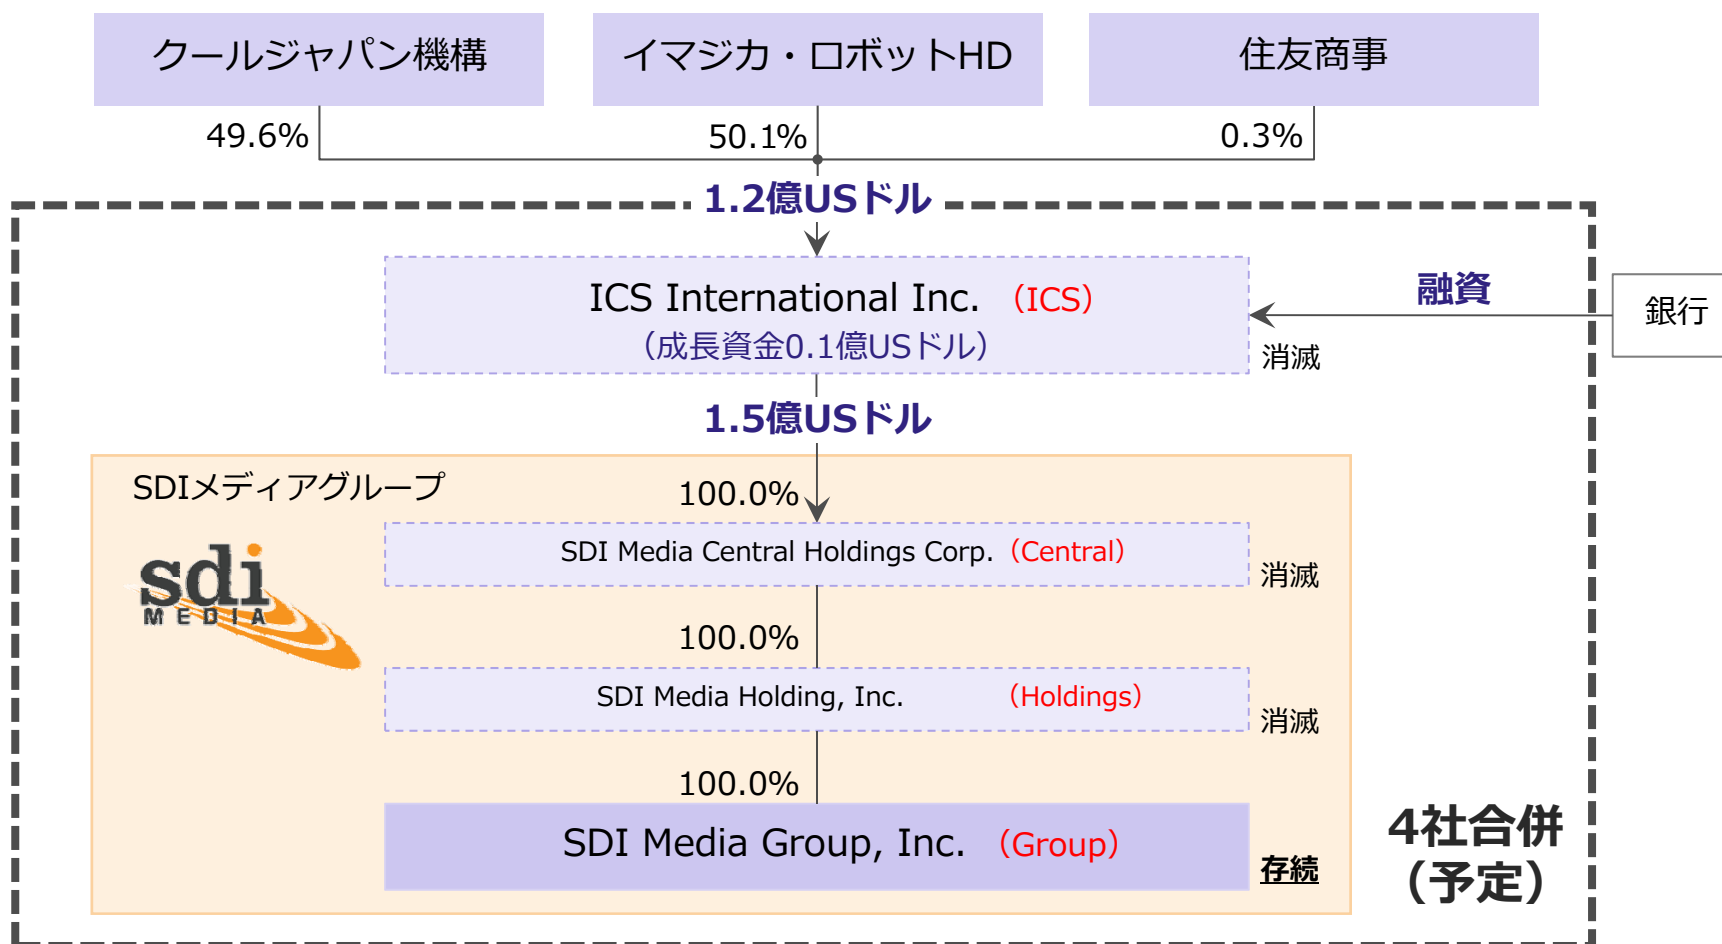 クールジャパン機構
イマジカ・ロボットHD
住友商事
49.6%
50.1%
0.3%
1.2億USドル
ICS International Inc. （ICS）
（成長資金0.1億USドル）
融資
銀行
消滅
1.5億USドル
SDIメディアグループ
100.0%
sdi
MEDIA
SDI Media Central Holdings Corp.（Central）
消滅
100.0%
SDI Media Holding, Inc. （Holdings）
消滅
100.0%
SDI Media Group, Inc. （Group）
存続
4社合併
（予定）